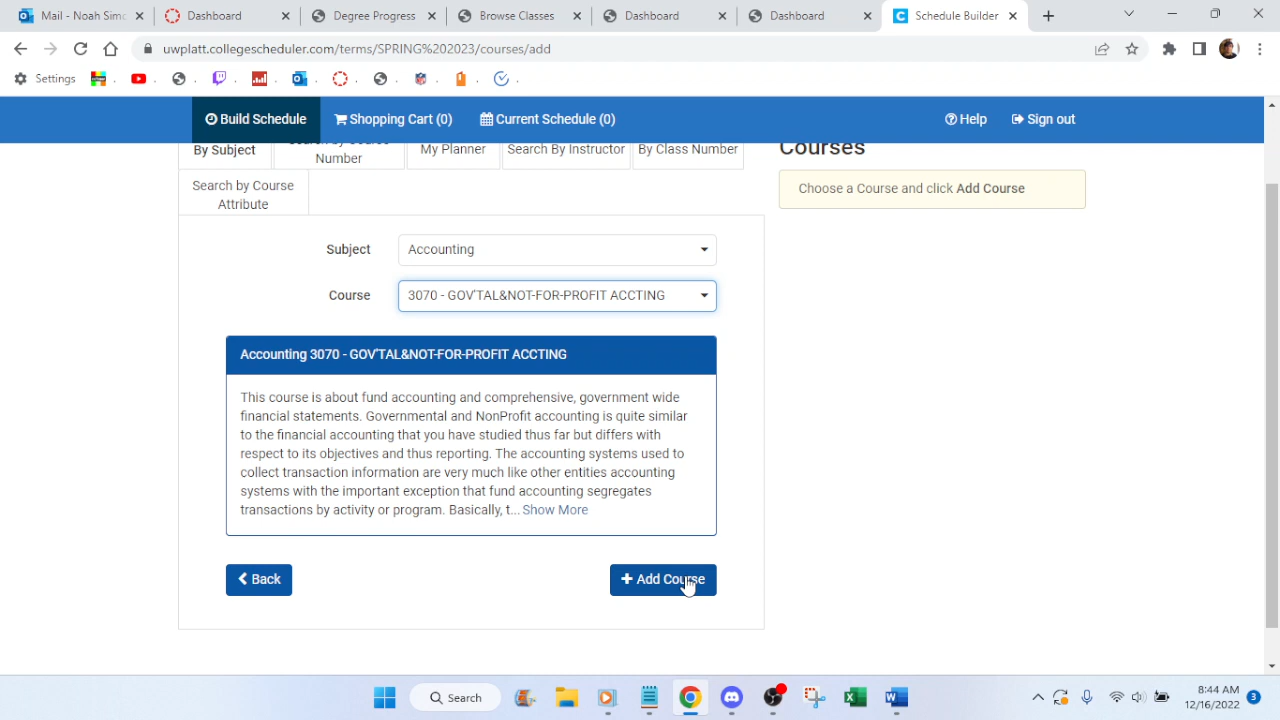 Mail - Noah Simo
Dashboard
Degree Progress
Browse Classes
Dashboard
Dashboard
Schedule Builder
uwplatt.collegescheduler.com/terms/SPRING%202023/courses/add
Settings
Build Schedule
Shopping Cart (0)
Current Schedule (0)
Help
Sign out
By Subject
Search by Course
Number
My Planner
Search By Instructor
By Class Number
Search by Course
Attribute
Courses
Choose a Course and click Add Course
Subject
Accounting
Course
3070 - GOV'TAL&NOT-FOR-PROFIT ACCTING
Accounting 3070 - GOV'TAL&NOT-FOR-PROFIT ACCTING
This course is about fund accounting and comprehensive, government wide
financial statements. Governmental and NonProfit accounting is quite similar
to the financial accounting that you have studied thus far but differs with
respect to its objectives and thus reporting. The accounting systems used to
collect transaction information are very much like other entities accounting
systems with the important exception that fund accounting segregates
transactions by activity or program. Basically, t... Show More
Back
+ Add Course
Search
8:44 AM
12/16/2022
3